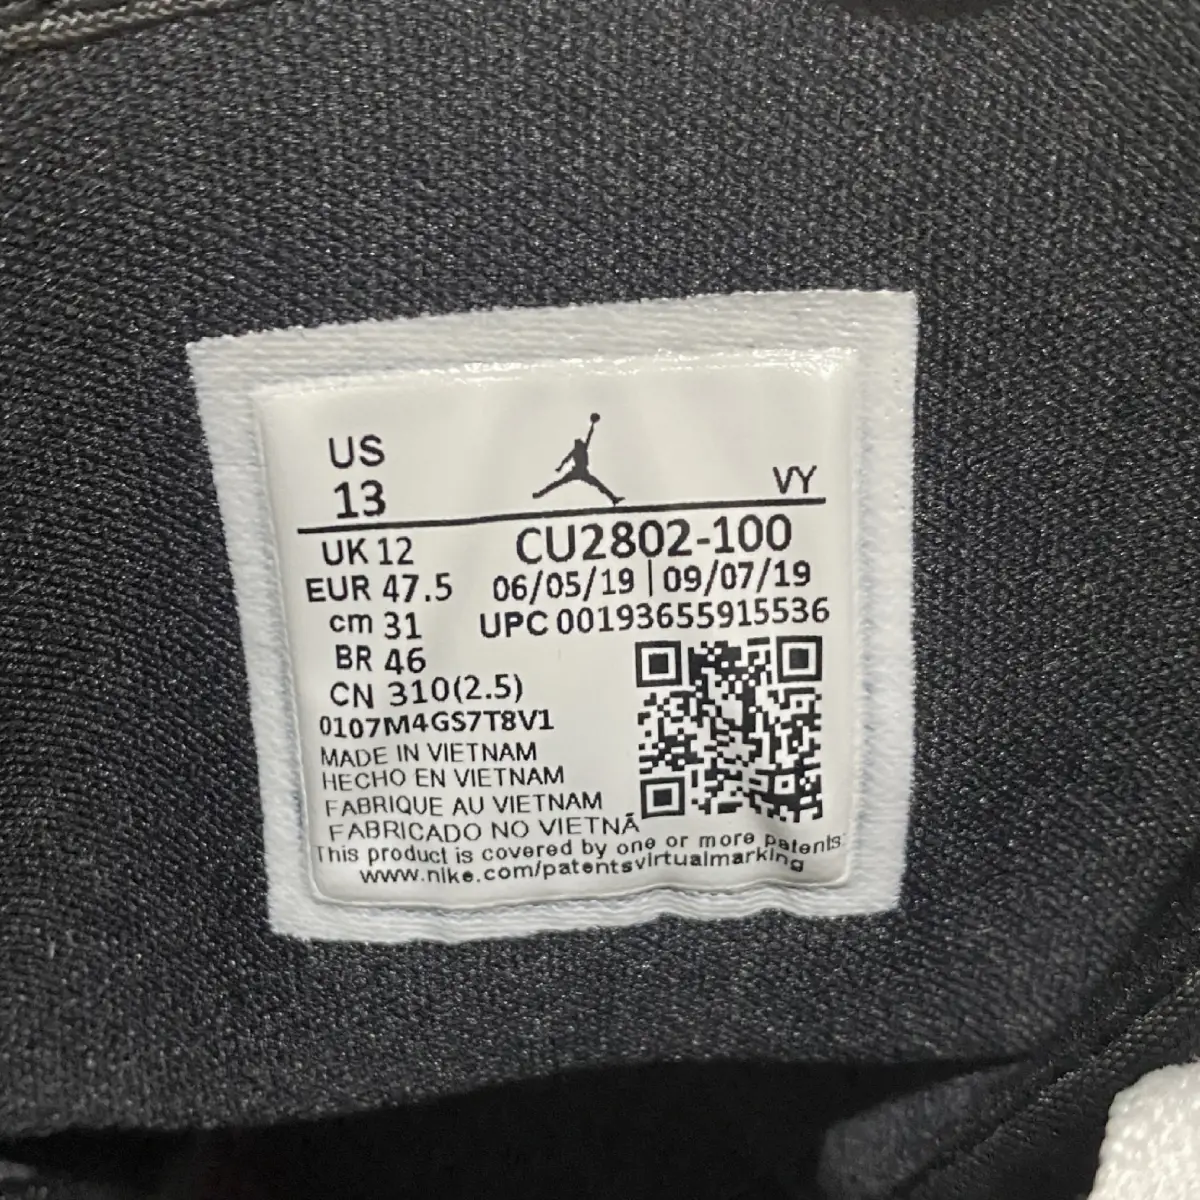 US
13
VY
UK 12
CU2802-100
EUR 47.5
06/05/19 | 09/07/19
cm 31
UPC 00193655915536
BR 46
CN 310(2.5)
0107M4GS7T8V1
MADE IN VIETNAM
HECHO EN VIETNAM
FABRIQUE AU VIETNAM
FABRICADO NO VIETNÃ
This product is covered by one or more patents:
www.nike.com/patentsvirtualmarking